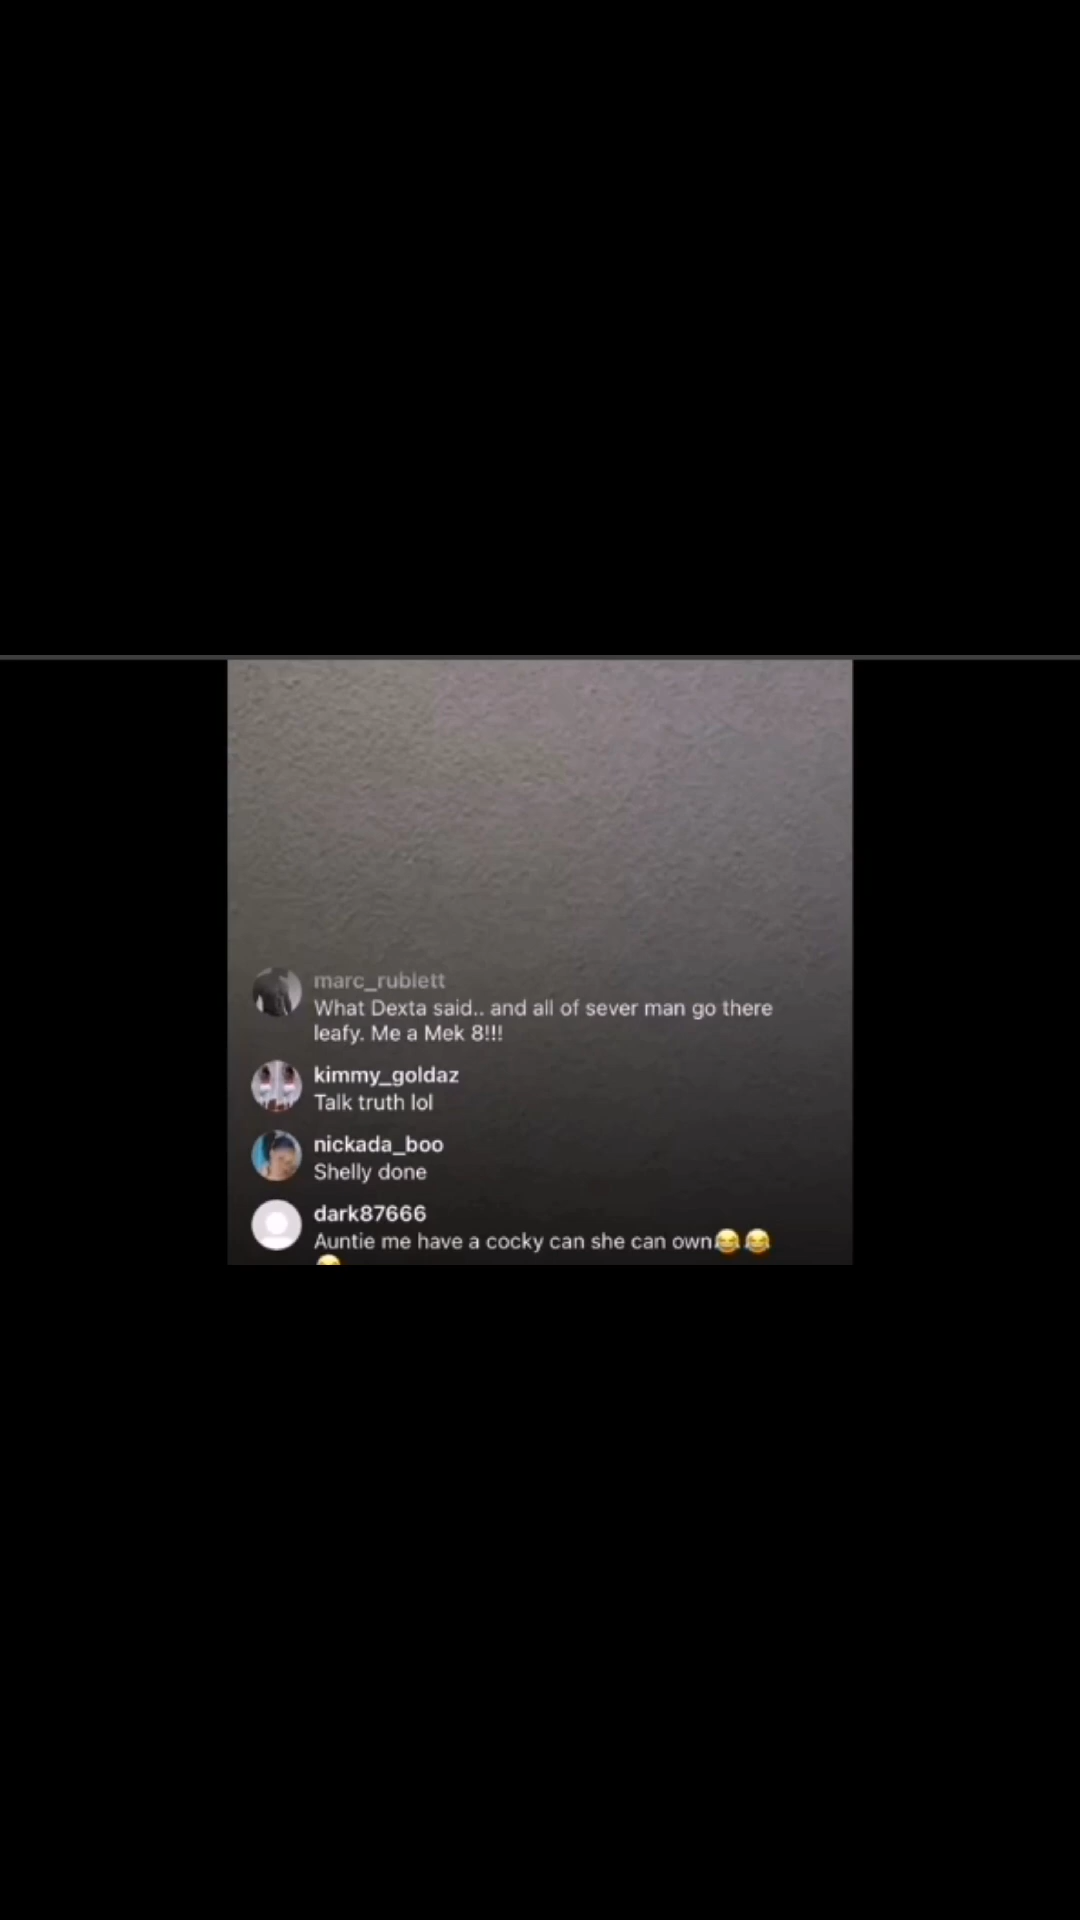 marc_rublett
What Dexta said.. and all of sever man go there
leafy. Me a Mek 8!!!
kimmy_goldaz
Talk truth lol
nickada_boo
Shelly done
dark87666
Auntie me have a cocky can she can own😂😂